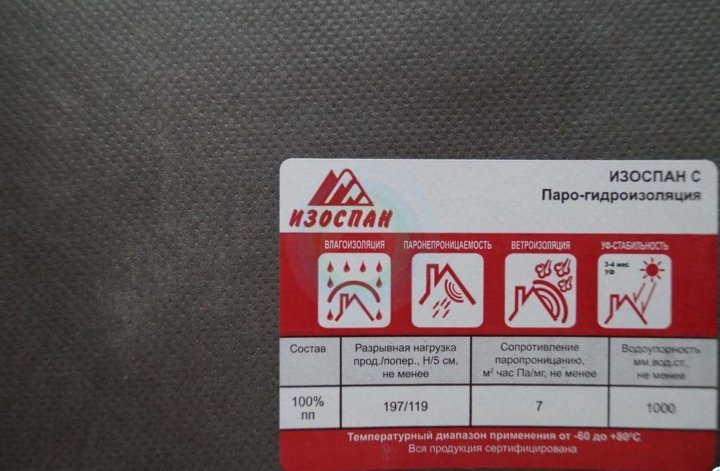 ИЗОСПАН
ИЗОСПАН С
Паро-гидроизоляция
ВЛАГОИЗОЛЯЦИЯ
ПАРОНЕПРОНИЦАЕМОСТЬ
ВЕТРОИЗОЛЯЦИЯ
УФ-СТАБИЛЬНОСТЬ
3-4 мес
УФ
Состав
Разрывная нагрузка
прод./попер., Н/5 см,
не менее
Сопротивление
паропроницанию,
м² час Па/мг, не менее
Водоупорность
мм.вод.ст.,
не менее
100%
пп
197/119
7
1000
Температурный диапазон применения от -60 до +80°С
Вся продукция сертифицирована